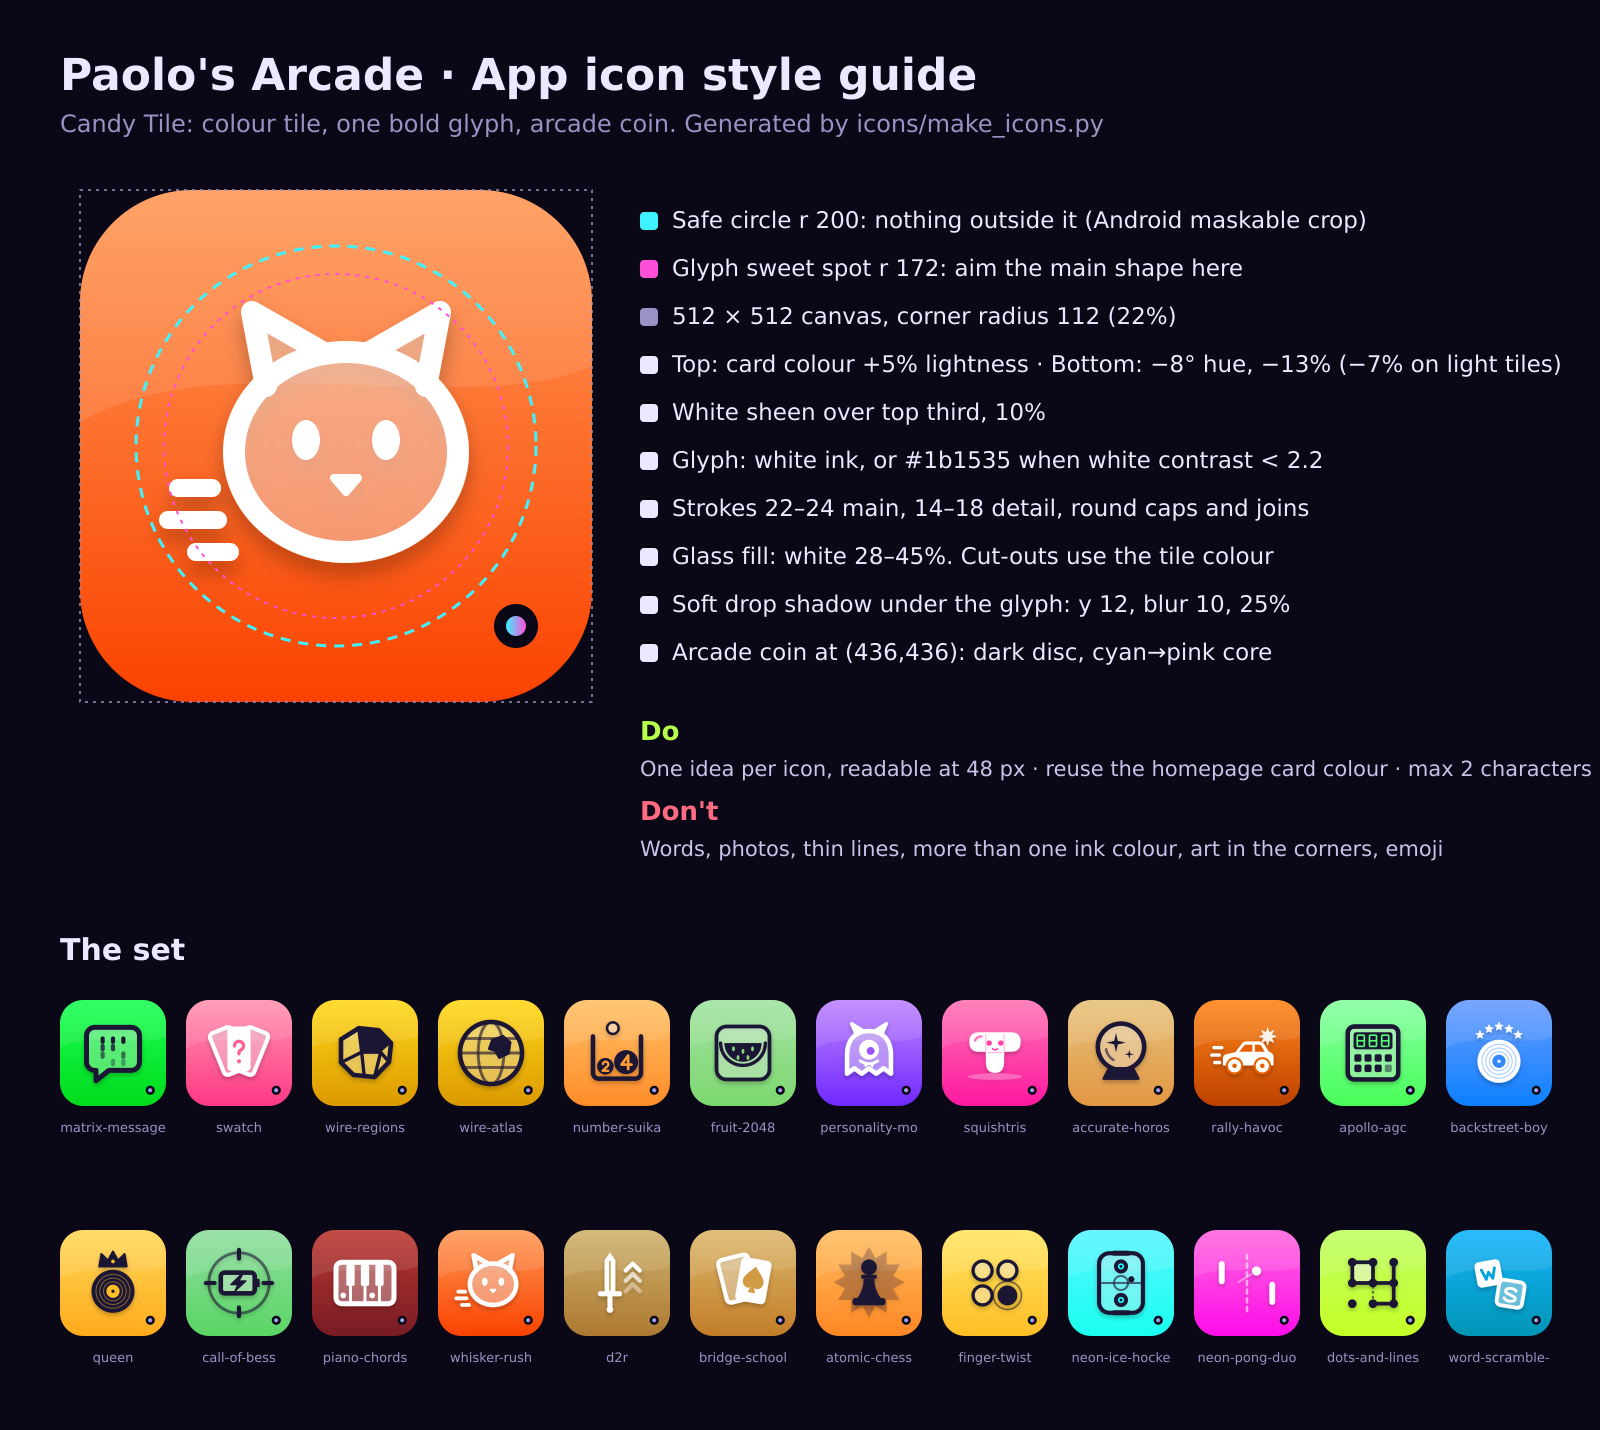 Paolo's Arcade · App icon style guide
Candy Tile: colour tile, one bold glyph, arcade coin. Generated by icons/make_icons.py
Safe circle r 200: nothing outside it (Android maskable crop)
Glyph sweet spot r 172: aim the main shape here
512 × 512 canvas, corner radius 112 (22%)
Top: card colour +5% lightness · Bottom: −8° hue, −13% (−7% on light tiles)
White sheen over top third, 10%
Glyph: white ink, or #1b1535 when white contrast < 2.2
Strokes 22–24 main, 14–18 detail, round caps and joins
Glass fill: white 28–45%. Cut-outs use the tile colour
Soft drop shadow under the glyph: y 12, blur 10, 25%
Arcade coin at (436,436): dark disc, cyan→pink core
Do
One idea per icon, readable at 48 px · reuse the homepage card colour · max 2 characters
Don't
Words, photos, thin lines, more than one ink colour, art in the corners, emoji
The set
?
2 4
matrix-message swatch wire-regions wire-atlas number-suika fruit-2048 personality-mo squishtris accurate-horos rally-havoc apollo-agc backstreet-boy
W
S
queen call-of-bess piano-chords whisker-rush d2r bridge-school atomic-chess finger-twist neon-ice-hocke neon-pong-duo dots-and-lines word-scramble-